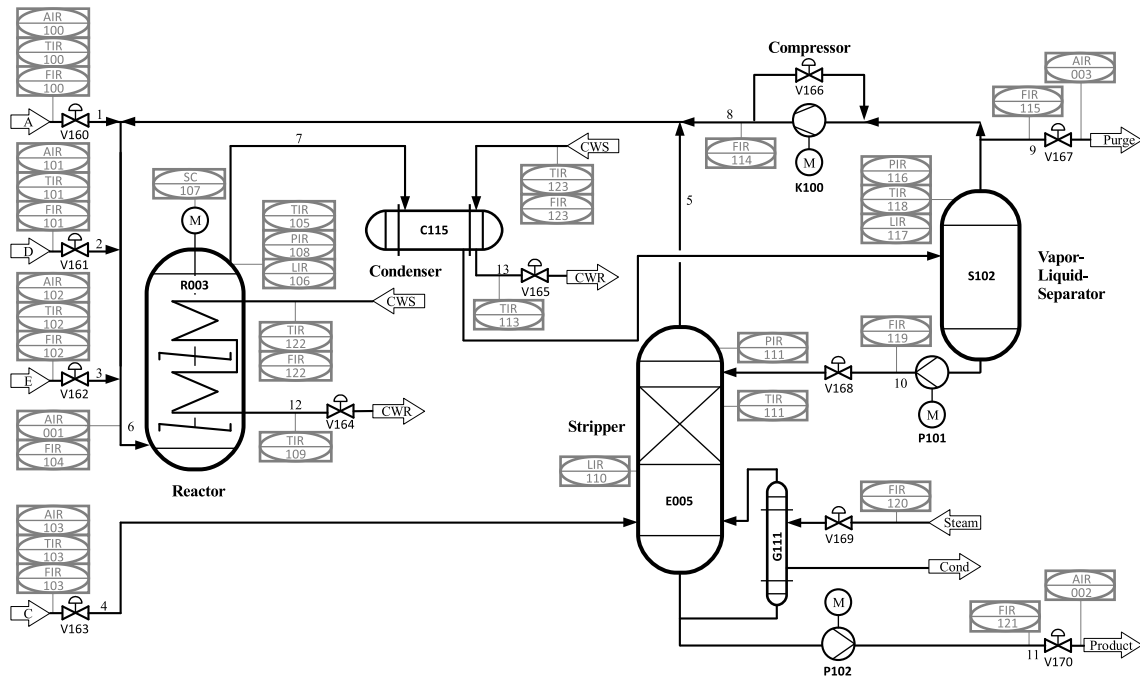 AIR
100
TIR
100
FIR
100
A
V160
1
AIR
101
TIR
101
FIR
101
D
V161
2
AIR
102
TIR
102
FIR
102
E
V162
3
AIR
001
FIR
104
6
AIR
103
TIR
103
FIR
103
C
V163
4
SC
107
M
R003
Reactor
7
TIR
105
PIR
108
LIR
106
CWS
TIR
122
FIR
122
12
V164
CWR
TIR
109
C115
Condenser
CWS
TIR
123
FIR
123
13
V165
CWR
TIR
113
Compressor
V166
8
FIR
114
M
K100
5
AIR
003
FIR
115
9
V167
Purge
PIR
116
TIR
118
LIR
117
S102
Vapor-
Liquid-
Separator
FIR
119
V168
10
M
P101
PIR
111
TIR
111
Stripper
LIR
110
E005
G111
FIR
120
V169
Steam
Cond
M
P102
FIR
121
AIR
002
11
V170
Product